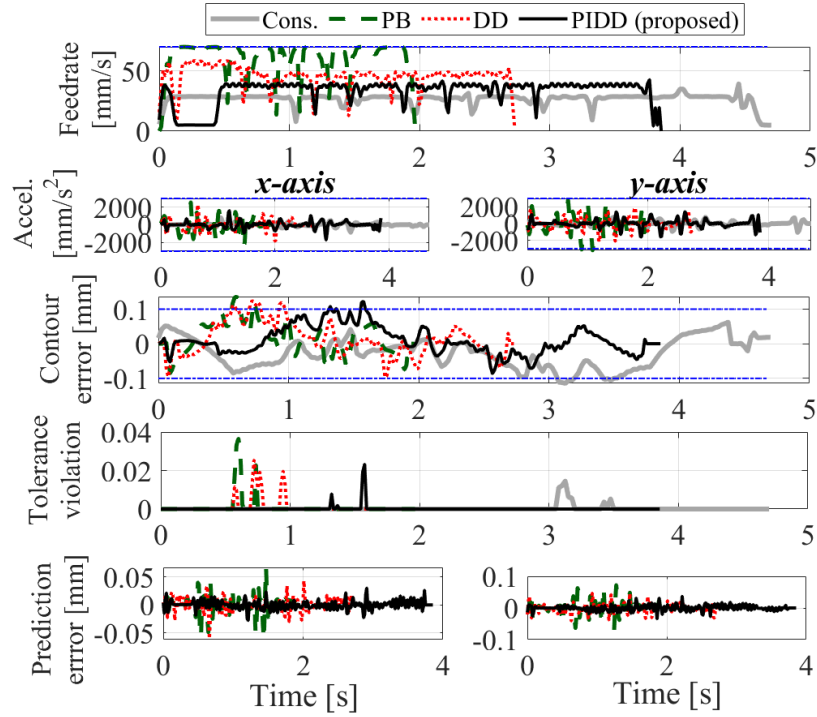 Cons. PB DD PIDD (proposed)
Feedrate
[mm/s]
50
0
0 1 2 3 4 5
x-axis y-axis
Accel.
[mm/s²]
2000
0
-2000
0 2 4
2000
0
-2000
0 2 4
Contour
errror [mm]
0.1
0
-0.1
0 1 2 3 4 5
Tolerance
violation
0.04
0.02
0
0 1 2 3 4 5
Prediction
errror [mm]
0.05
0
-0.05
0 2 4
Time [s]
0.1
0
-0.1
0 2 4
Time [s]